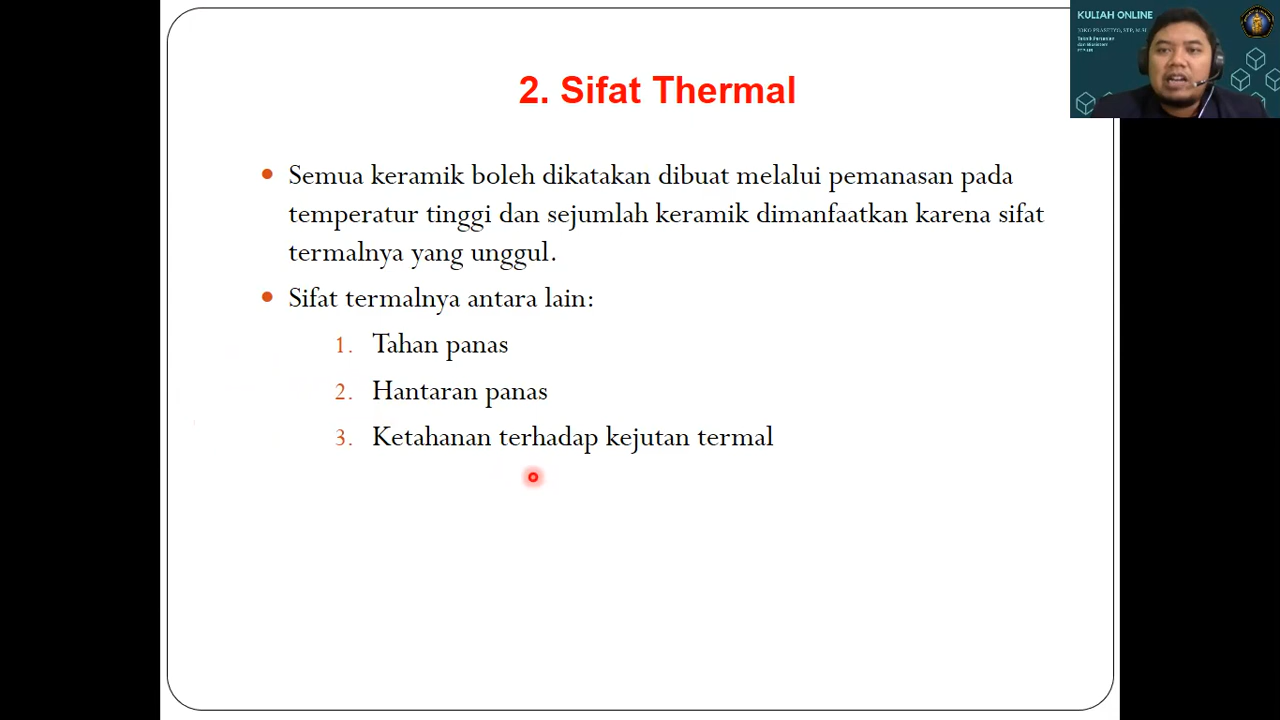 KULIAH ONLINE
2. Sifat Thermal
Semua keramik boleh dikatakan dibuat melalui pemanasan pada
temperatur tinggi dan sejumlah keramik dimanfaatkan karena sifat
termalnya yang unggul.
Sifat termalnya antara lain:
1. Tahan panas
2. Hantaran panas
3. Ketahanan terhadap kejutan termal